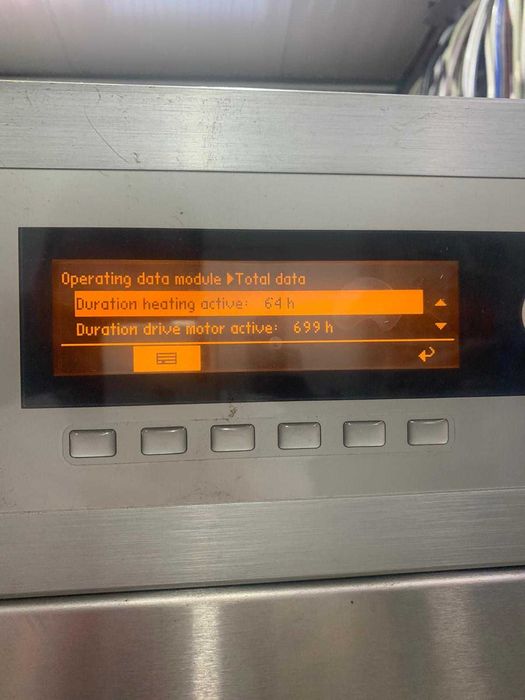 Operating data module ▶Total data
Duration heating active: 64 h
Duration drive motor active: 699 h